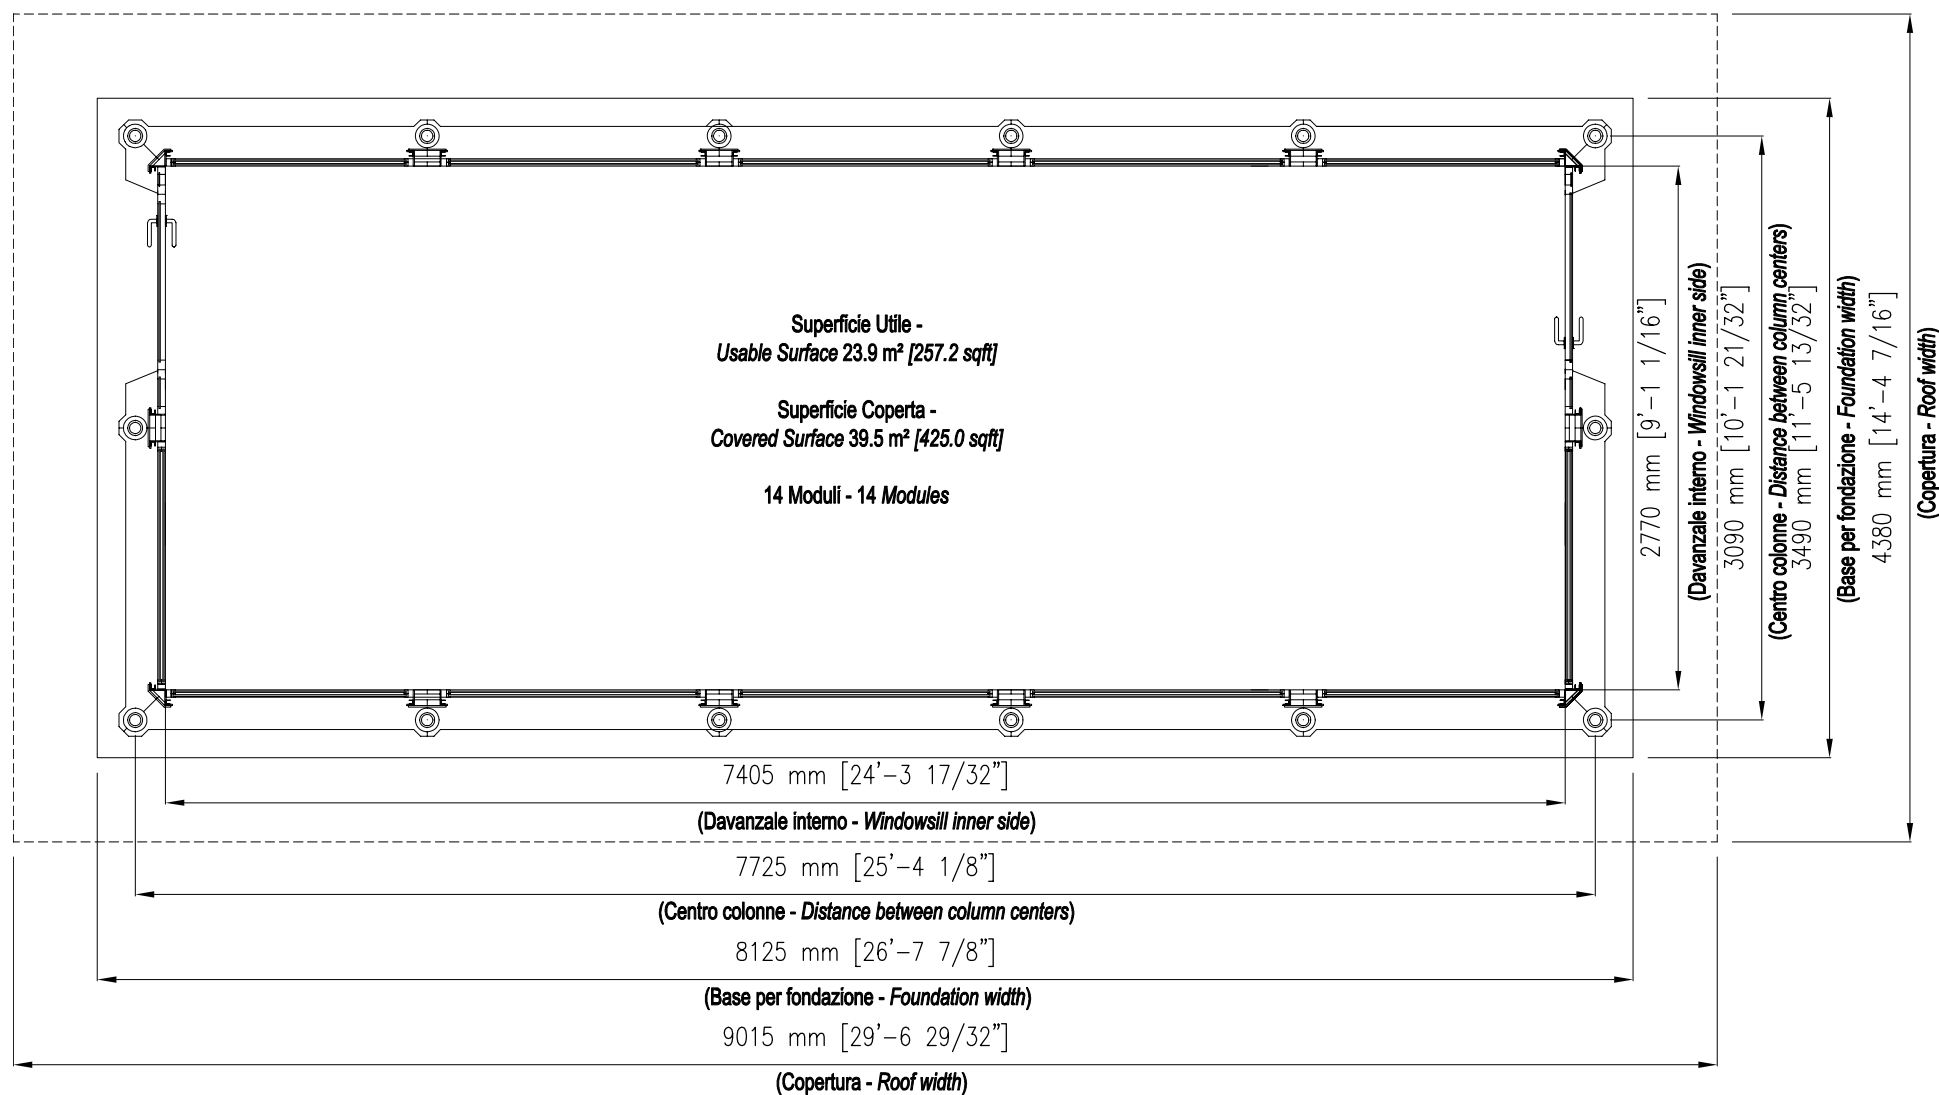 Superficie Utile -
Usable Surface 23.9 m² [257.2 sqft]
Superficie Coperta -
Covered Surface 39.5 m² [425.0 sqft]
14 Moduli - 14 Modules
2770 mm [9'-1 1/16"]
(Davanzale interno - Windowsill inner side)
3090 mm [10'-1 21/32"]
(Centro colonne - Distance between column centers)
3490 mm [11'-5 13/32"]
(Base per fondazione - Foundation width)
4380 mm [14'-4 7/16"]
(Copertura - Roof width)
7405 mm [24'-3 17/32"]
(Davanzale interno - Windowsill inner side)
7725 mm [25'-4 1/8"]
(Centro colonne - Distance between column centers)
8125 mm [26'-7 7/8"]
(Base per fondazione - Foundation width)
9015 mm [29'-6 29/32"]
(Copertura - Roof width)